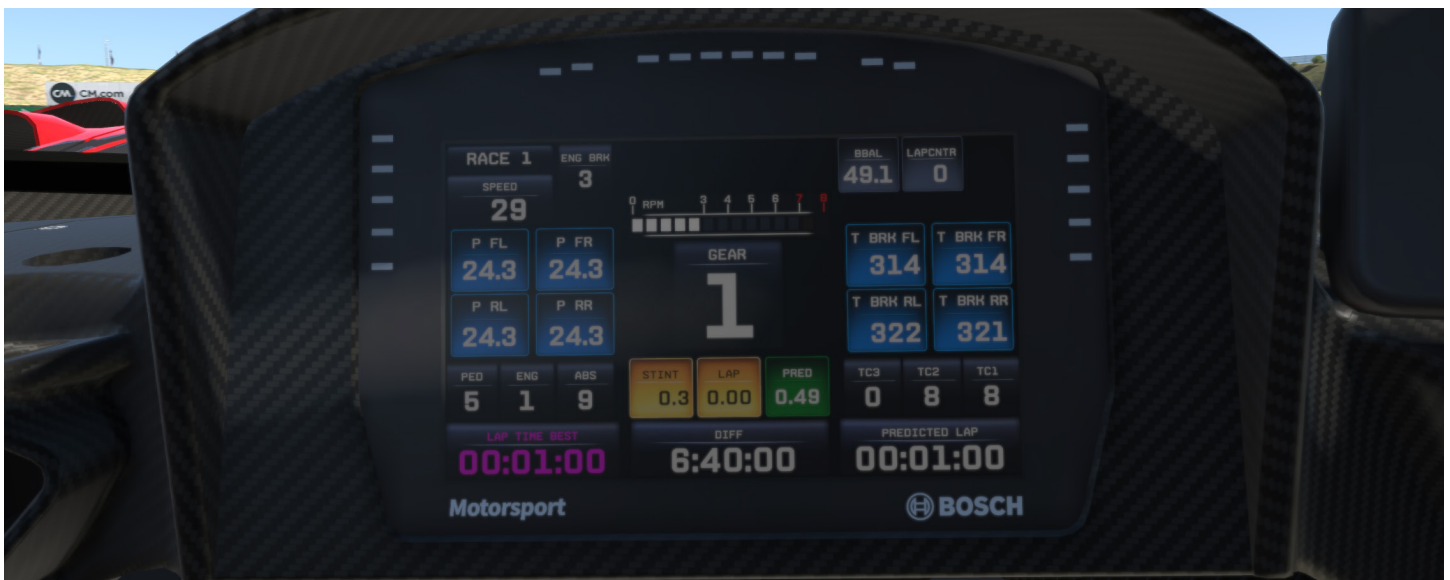 CM CM.com
RACE 1
ENG BRK
3
BBAL
49.1
LAPCNTR
0
SPEED
29
0 RPM 3 4 5 6 7 8
P FL
24.3
P FR
24.3
GEAR
1
T BRK FL
314
T BRK FR
314
P RL
24.3
P RR
24.3
T BRK RL
322
T BRK RR
321
PED
5
ENG
1
ABS
9
STINT
0.3
LAP
0.00
PRED
0.49
TC3
0
TC2
8
TC1
8
LAP TIME BEST
00:01:00
DIFF
6:40:00
PREDICTED LAP
00:01:00
Motorsport
BOSCH